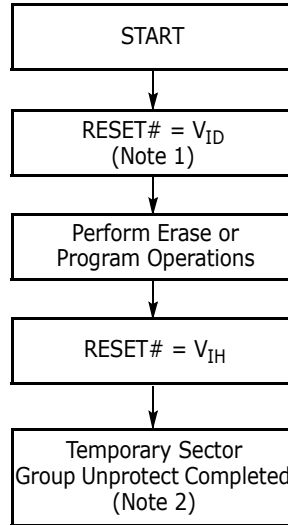 START
RESET# = VID
(Note 1)
Perform Erase or
Program Operations
RESET# = VIH
Temporary Sector
Group Unprotect Completed
(Note 2)